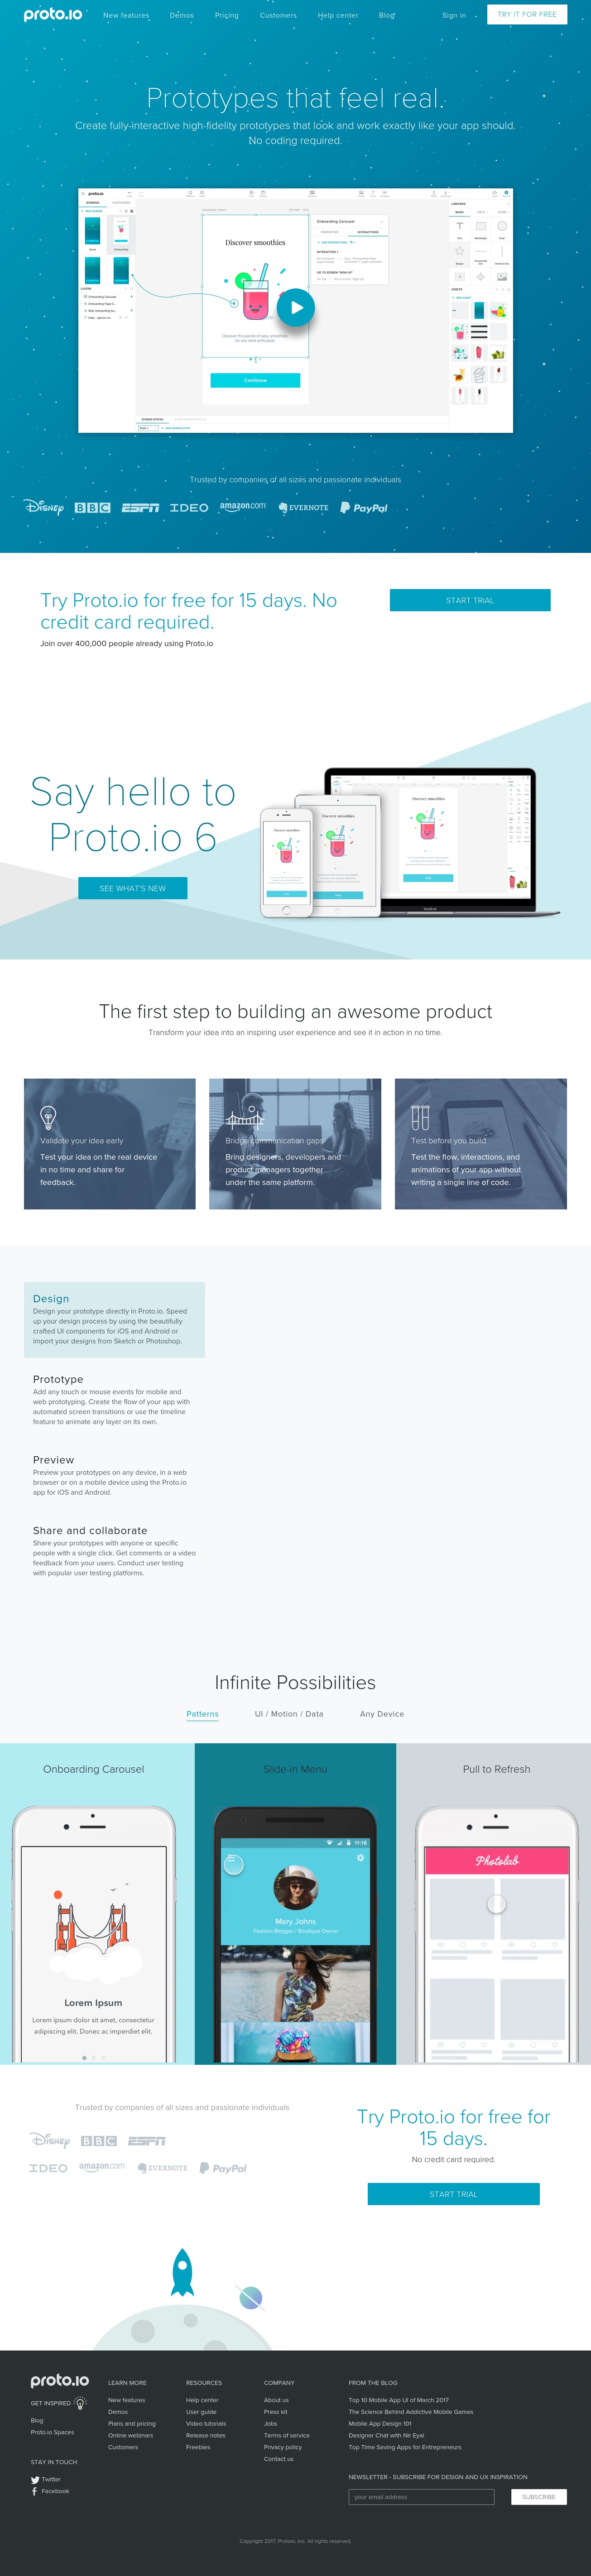 proto.io
New features
Demos
Pricing
Customers
Help center
Blog
Sign in
TRY IT FOR FREE
Prototypes that feel real.
Create fully-interactive high-fidelity prototypes that look and work exactly like your app should.
No coding required.
proto.io
Onboarding Carousel
Discover smoothies
Discover thousands of tasty smoothies
for any drink enthusiast
Continue
Trusted by companies of all sizes and passionate individuals
Disney
BBC
ESPN
IDEO
amazon.com
EVERNOTE
PayPal
Try Proto.io for free for 15 days. No
credit card required.
START TRIAL
Join over 400,000 people already using Proto.io
Say hello to
Proto.io 6
SEE WHAT'S NEW
Discover smoothies
Discover smoothies
Discover smoothies
MacBook
The first step to building an awesome product
Transform your idea into an inspiring user experience and see it in action in no time.
Validate your idea early
Test your idea on the real device
in no time and share for
feedback.
Bridge communication gaps
Bring designers, developers and
product managers together
under the same platform.
Test before you build
Test the flow, interactions, and
animations of your app without
writing a single line of code.
Design
Design your prototype directly in Proto.io. Speed
up your design process by using the beautifully
crafted UI components for iOS and Android or
import your designs from Sketch or Photoshop.
Prototype
Add any touch or mouse events for mobile and
web prototyping. Create the flow of your app with
automated screen transitions or use the timeline
feature to animate any layer on its own.
Preview
Preview your prototypes on any device, in a web
browser or on a mobile device using the Proto.io
app for iOS and Android.
Share and collaborate
Share your prototypes with anyone or specific
people with a single click. Get comments or a video
feedback from your users. Conduct user testing
with popular user testing platforms.
Infinite Possibilities
Patterns
UI / Motion / Data
Any Device
Onboarding Carousel
Slide-in Menu
Pull to Refresh
11:18
Photolab
Mary Johns
Fashion Blogger / Boutique Owner
Lorem Ipsum
Lorem ipsum dolor sit amet, consectetur
adipiscing elit. Donec ac imperdiet elit.
Trusted by companies of all sizes and passionate individuals
Disney
BBC
ESPN
IDEO
amazon.com
EVERNOTE
PayPal
Try Proto.io for free for
15 days.
No credit card required.
START TRIAL
proto.io
GET INSPIRED
Blog
Proto.io Spaces
STAY IN TOUCH
Twitter
Facebook
LEARN MORE
New features
Demos
Plans and pricing
Online webinars
Customers
RESOURCES
Help center
User guide
Video tutorials
Release notes
Freebies
COMPANY
About us
Press kit
Jobs
Terms of service
Privacy policy
Contact us
FROM THE BLOG
Top 10 Mobile App UI of March 2017
The Science Behind Addictive Mobile Games
Mobile App Design 101
Designer Chat with Nir Eyal
Top Time Saving Apps for Entrepreneurs
NEWSLETTER - SUBSCRIBE FOR DESIGN AND UX INSPIRATION
your email address
SUBSCRIBE
Copyright 2017, Protoio, Inc. All rights reserved.